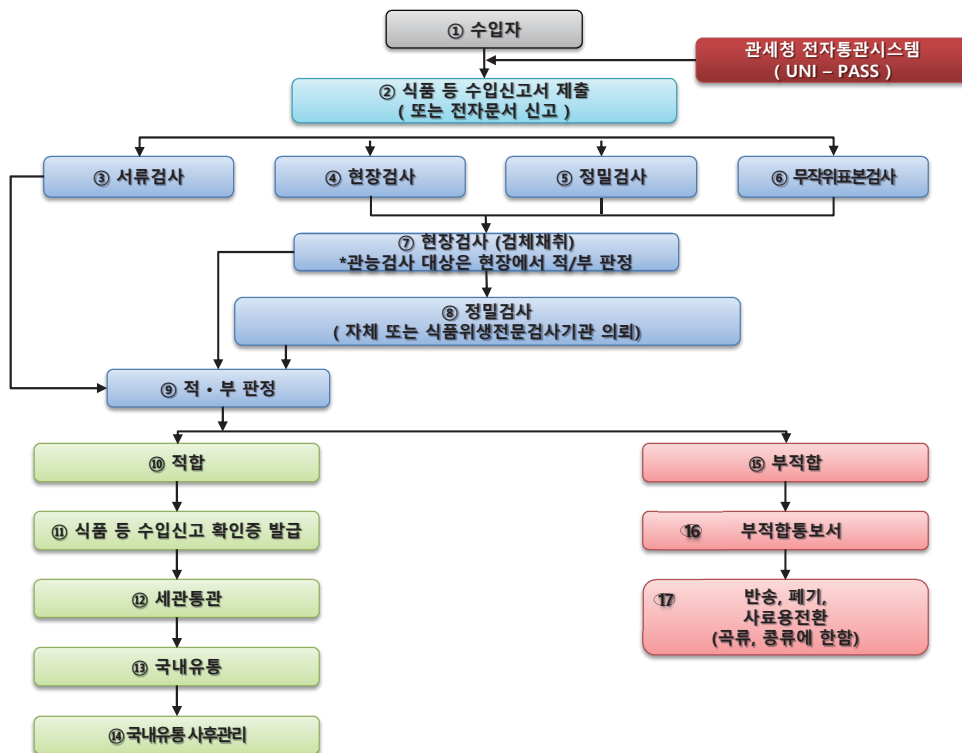 ① 수입자
관세청 전자통관시스템
( UNI – PASS )
② 식품 등 수입신고서 제출
( 또는 전자문서 신고 )
③ 서류검사
④ 현장검사
⑤ 정밀검사
⑥ 무작위표본검사
⑦ 현장검사 (검체채취)
*관능검사 대상은 현장에서 적/부 판정
⑧ 정밀검사
( 자체 또는 식품위생전문검사기관 의뢰)
⑨ 적 • 부 판정
⑩ 적합
⑮ 부적합
⑪ 식품 등 수입신고 확인증 발급
⑯ 부적합통보서
⑫ 세관통관
⑰ 반송, 폐기,
사료용전환
(곡류, 콩류에 한함)
⑬ 국내유통
⑭ 국내유통 사후관리